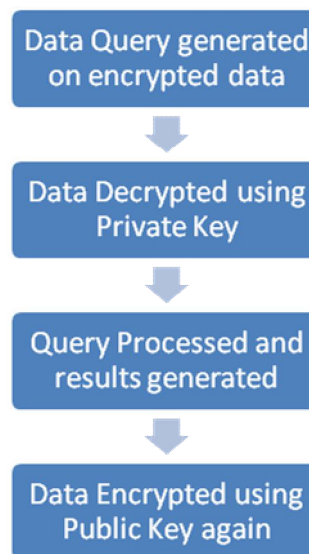 Data Query generated
on encrypted data
Data Decrypted using
Private Key
Query Processed and
results generated
Data Encrypted using
Public Key again